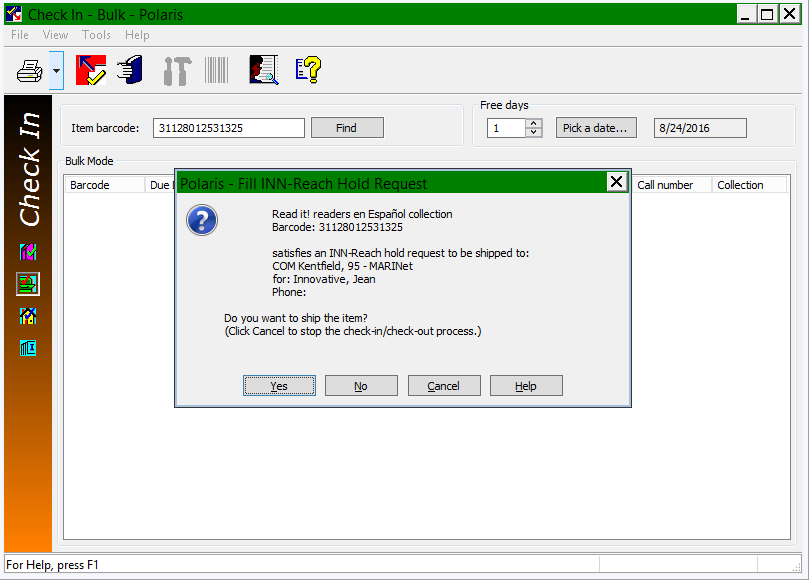 Check In - Bulk - Polaris
File View Tools Help
Check In
Item barcode: 31128012531325 Find
Free days
1 Pick a date... 8/24/2016
Bulk Mode
Barcode Due Call number Collection
Polaris - Fill INN-Reach Hold Request
Read it! readers en Español collection
Barcode: 31128012531325
satisfies an INN-Reach hold request to be shipped to:
COM Kentfield, 95 - MARINet
for: Innovative, Jean
Phone:
Do you want to ship the item?
(Click Cancel to stop the check-in/check-out process.)
Yes No Cancel Help
For Help, press F1